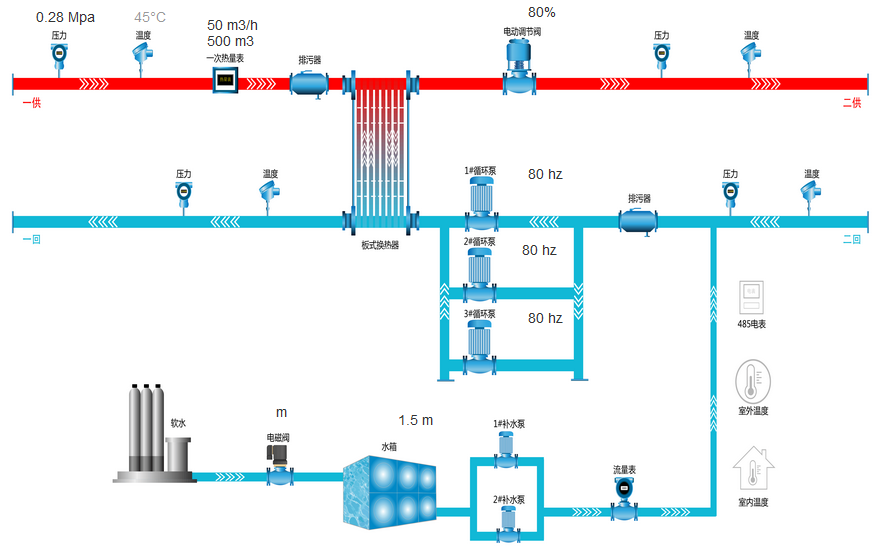 0.28 Mpa
45°C
50 m3/h
500 m3
80%
压力
温度
一次热量表
排污器
电动调节阀
压力
温度
一供
二供
压力
温度
1#循环泵
80 hz
排污器
压力
温度
一回
板式换热器
2#循环泵
80 hz
二回
3#循环泵
80 hz
485电表
室外温度
m
1.5 m
软水
电磁阀
水箱
1#补水泵
流量表
2#补水泵
室内温度